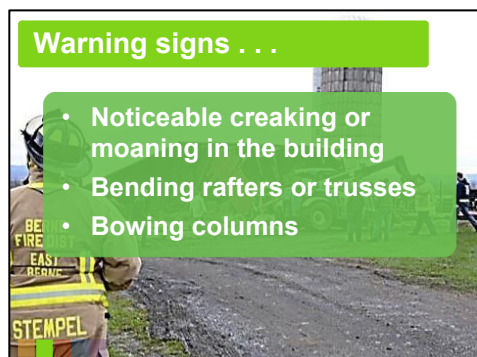 Warning signs . . .
• Noticeable creaking or
moaning in the building
• Bending rafters or trusses
• Bowing columns
FIRE DIST
EAST
BERNE
STEMPEL